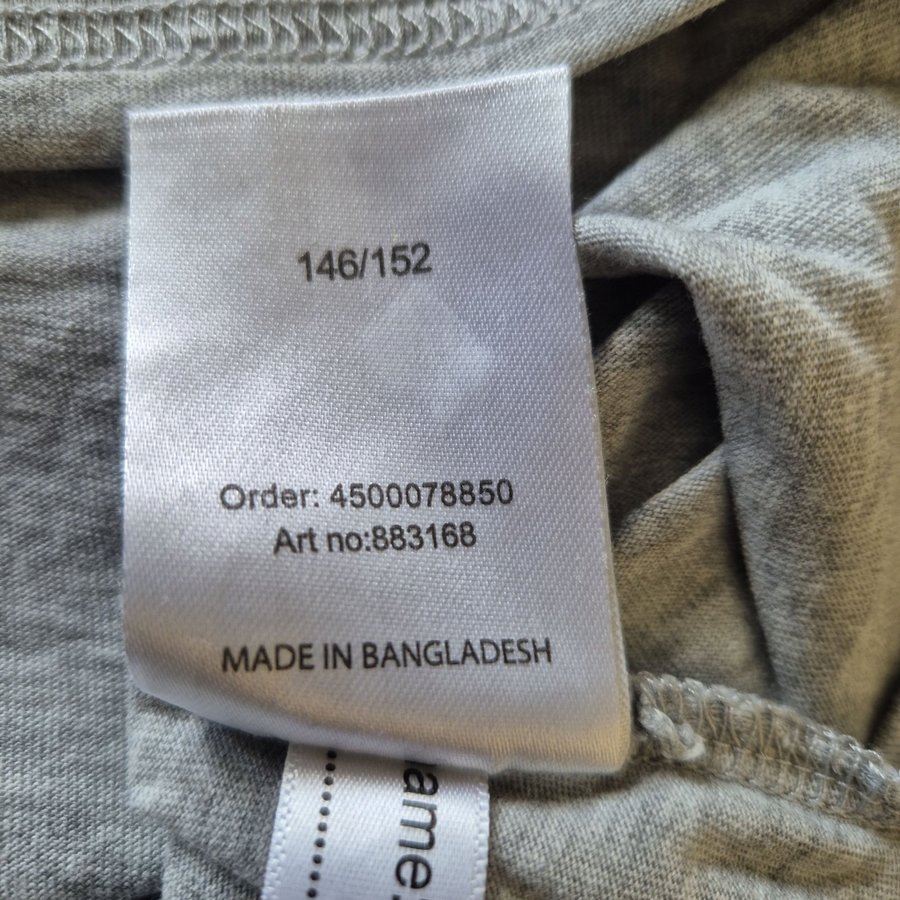 146/152
Order: 4500078850
Art no:883168
MADE IN BANGLADESH